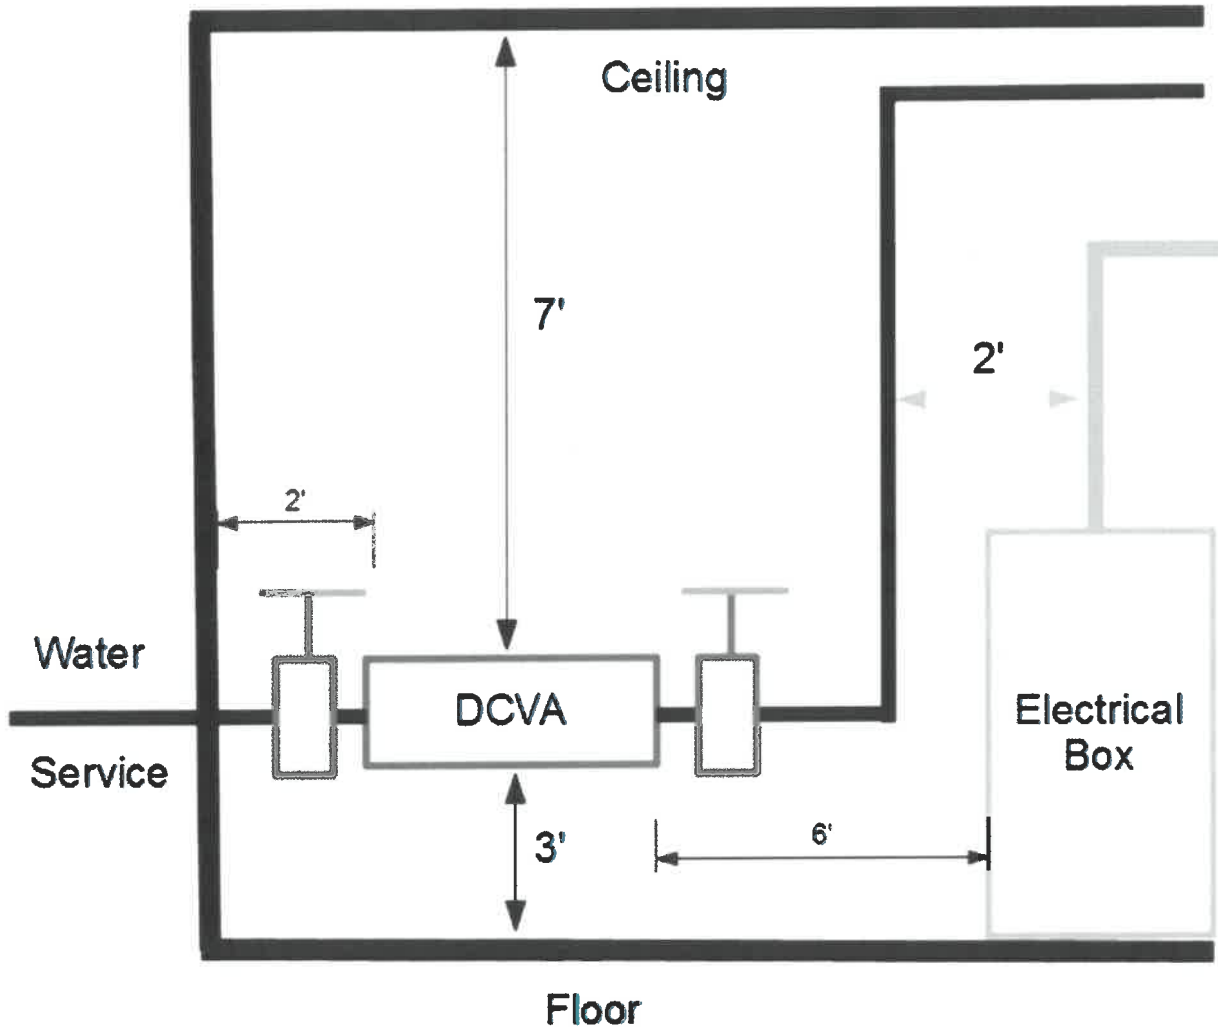 Ceiling
7'
2'
2'
Water
Service
DCVA
Electrical
Box
3'
6'
Floor